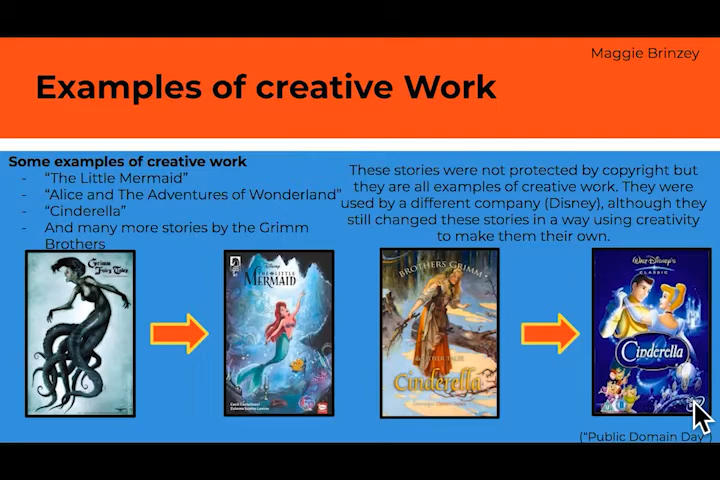 Maggie Brinzey
Examples of creative Work
Some examples of creative work
- "The Little Mermaid"
- "Alice and The Adventures of Wonderland"
- "Cinderella"
- And many more stories by the Grimm
Brothers
These stories were not protected by copyright but
they are all examples of creative work. They were
used by a different company (Disney), although they
still changed these stories in a way using creativity
to make them their own.
Grimm
Fairy Tales
Disney
THE LITTLE
MERMAID
BROTHERS GRIMM
& OTHER TALES
Cinderella
WALT DISNEY'S
CLASSIC
Cinderella
("Public Domain Day")